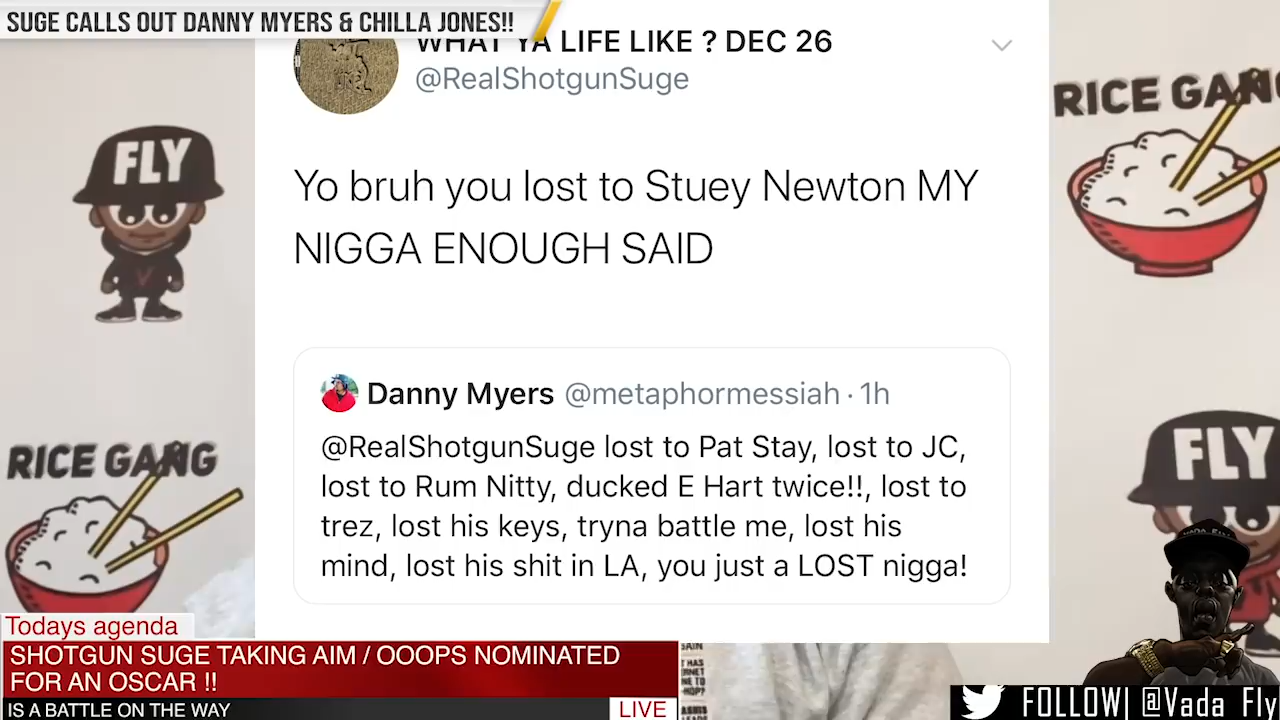 SUGE CALLS OUT DANNY MYERS & CHILLA JONES!!
WHAT YA LIFE LIKE ? DEC 26
@RealShotgunSuge
FLY
RICE GANG
Yo bruh you lost to Stuey Newton MY
NIGGA ENOUGH SAID
Danny Myers @metaphormessiah · 1h
@RealShotgunSuge lost to Pat Stay, lost to JC,
lost to Rum Nitty, ducked E Hart twice!!, lost to
trez, lost his keys, tryna battle me, lost his
mind, lost his shit in LA, you just a LOST nigga!
RICE GANG
FLY
VADA FLY
Todays agenda
SHOTGUN SUGE TAKING AIM / OOOPS NOMINATED
FOR AN OSCAR !!
IS A BATTLE ON THE WAY
LIVE
FOLLOW! @Vada_Fly